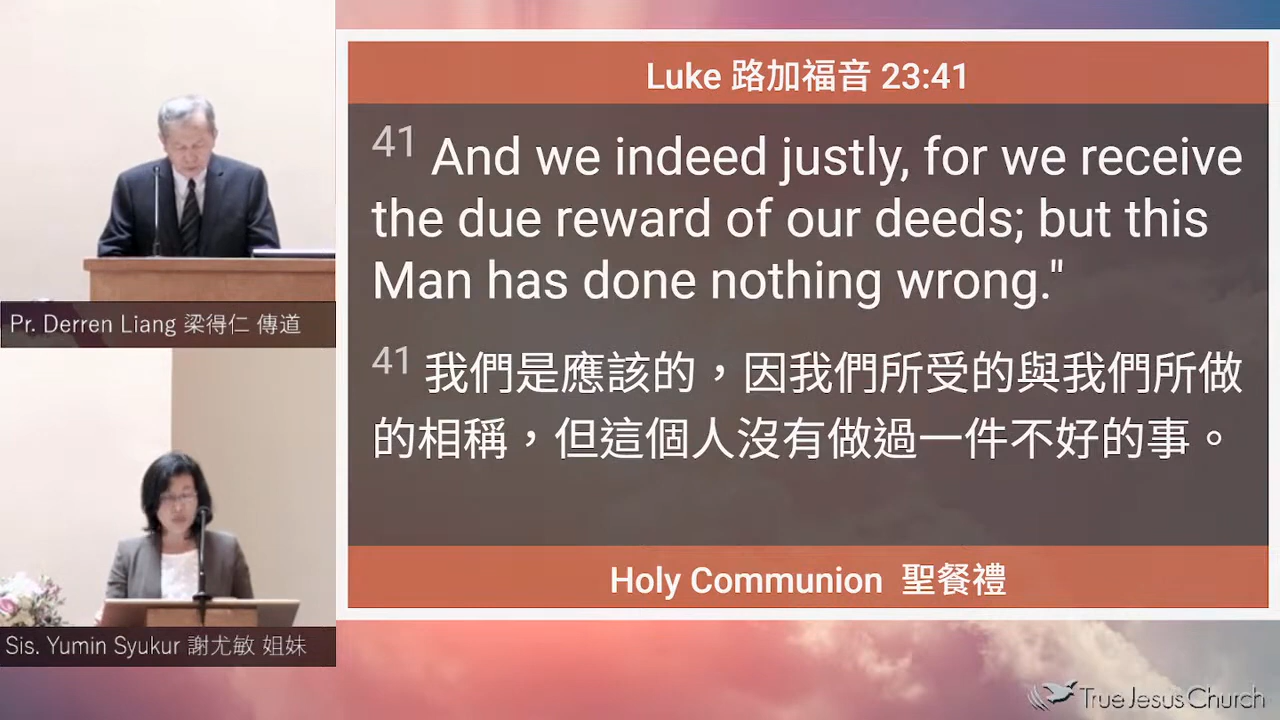 Luke 路加福音 23:41
41 And we indeed justly, for we receive
the due reward of our deeds; but this
Man has done nothing wrong."
41 我們是應該的，因我們所受的與我們所做
的相稱，但這個人沒有做過一件不好的事。
Holy Communion 聖餐禮
Pr. Derren Liang 梁得仁 傳道
Sis. Yumin Syukur 謝尤敏 姐妹
True Jesus Church